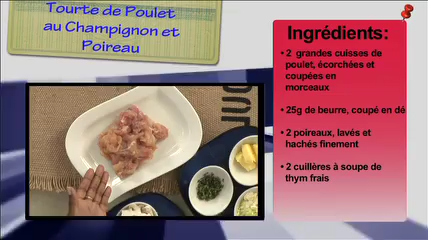 Tourte de Poulet
au Champignon et
Poireau
Ingrédients:
• 2 grandes cuisses de
poulet, écorchées et
coupées en
morceaux
• 25g de beurre, coupé en dé
• 2 poireaux, lavés et
hachés finement
• 2 cuillères à soupe de
thym frais